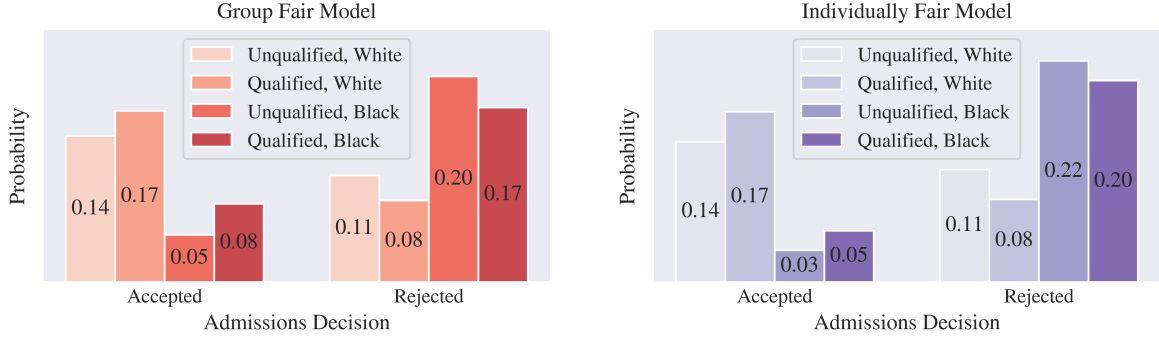 Group Fair Model
Unqualified, White
Qualified, White
Unqualified, Black
Qualified, Black
Probability
0.14
0.17
0.05
0.08
0.11
0.08
0.20
0.17
Accepted
Rejected
Admissions Decision
Individually Fair Model
Unqualified, White
Qualified, White
Unqualified, Black
Qualified, Black
Probability
0.14
0.17
0.03
0.05
0.11
0.08
0.22
0.20
Accepted
Rejected
Admissions Decision